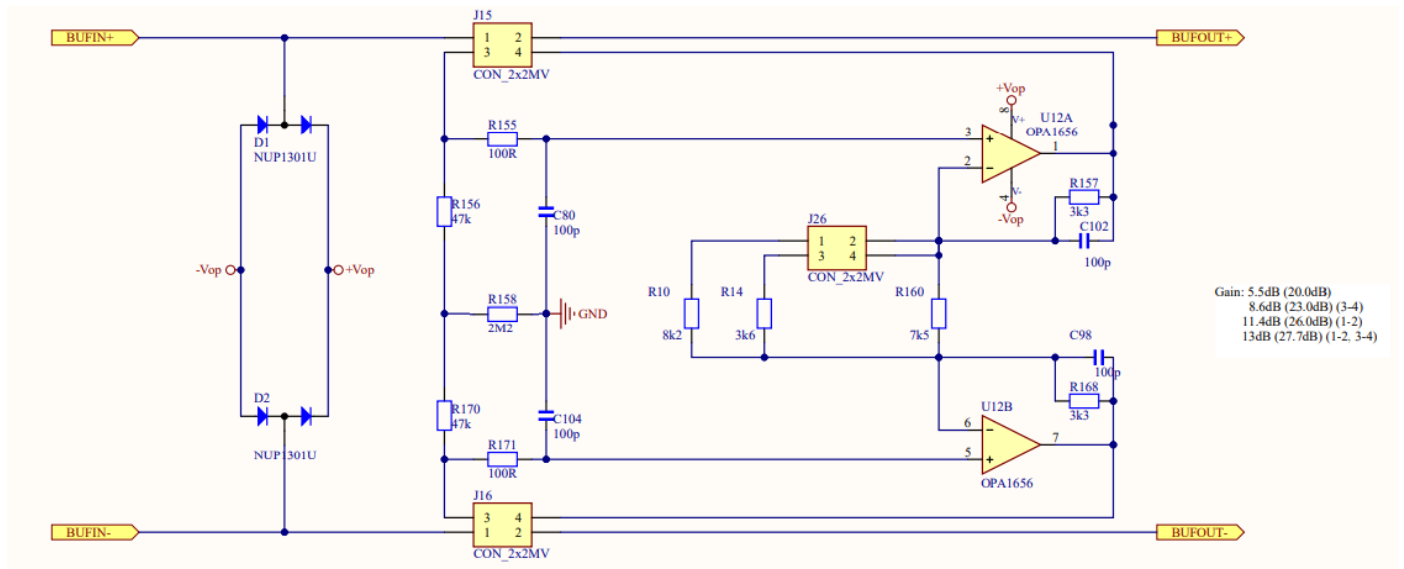 J15
BUFIN+
1 2
3 4
BUFOUT+
CON_2x2MV
+Vop
8
V+
U12A
OPA1656
R155
100R
3
+
1
2
-
D1
NUP1301U
V-
4
-Vop
R157
3k3
R156
47k
C80
100p
J26
C102
100p
1 2
3 4
CON_2x2MV
-Vop
+Vop
R10
8k2
R14
3k6
R160
7k5
R158
2M2
GND
Gain: 5.5dB (20.0dB)
8.6dB (23.0dB) (3-4)
11.4dB (26.0dB) (1-2)
13dB (27.7dB) (1-2, 3-4)
C98
100p
R168
3k3
D2
NUP1301U
R170
47k
C104
100p
U12B
6
-
7
5
+
OPA1656
R171
100R
J16
3 4
1 2
CON_2x2MV
BUFIN-
BUFOUT-